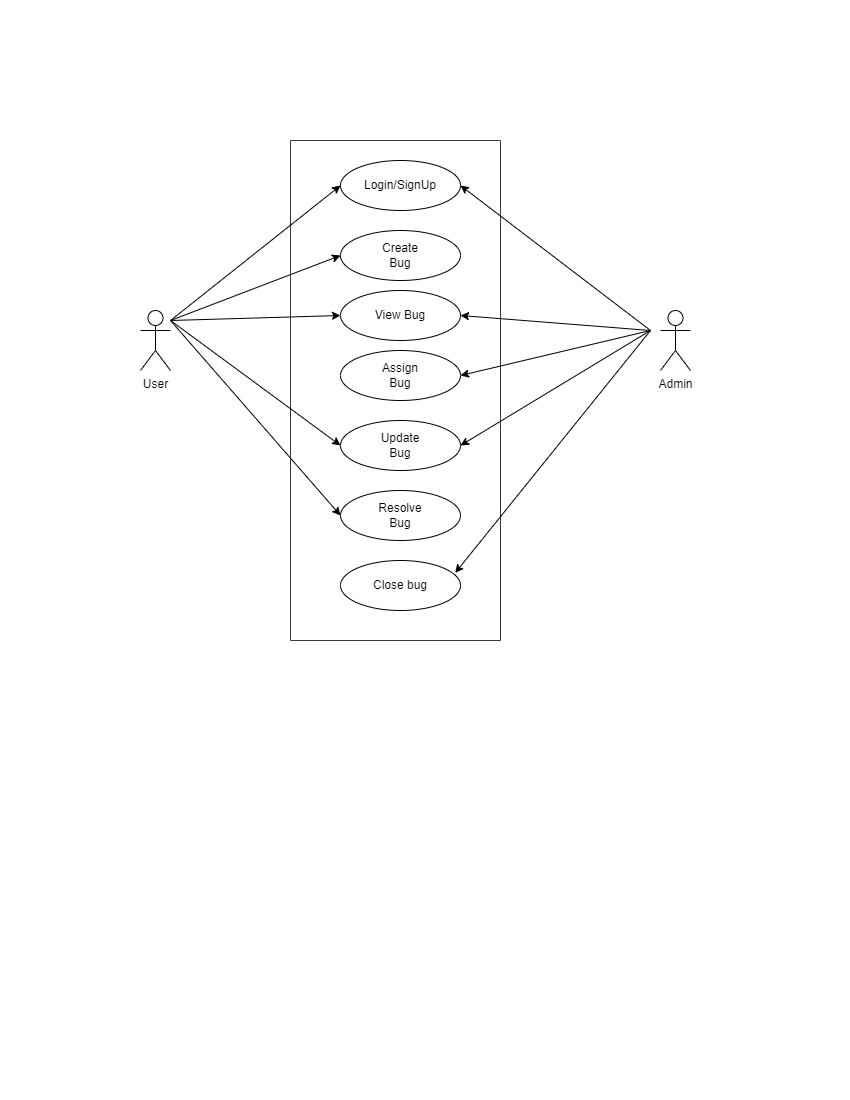 Login/SignUp
Create
Bug
View Bug
Assign
Bug
User
Admin
Update
Bug
Resolve
Bug
Close bug